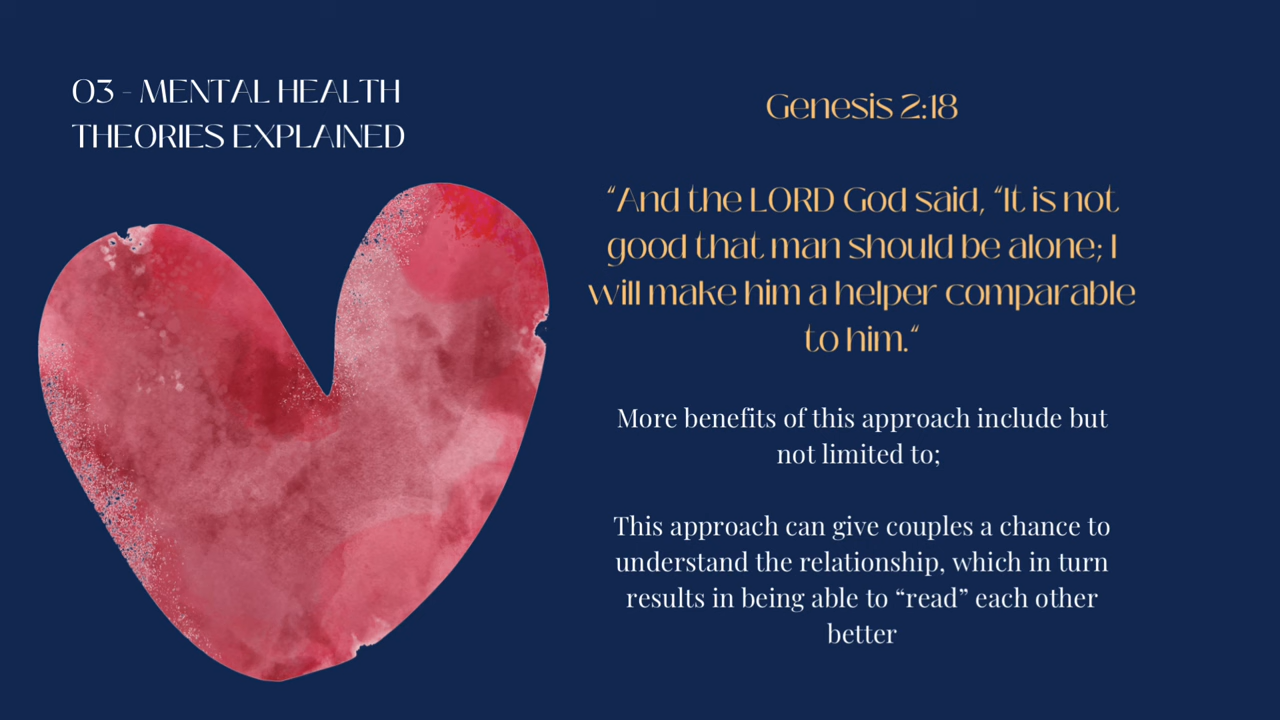 03 - MENTAL HEALTH
THEORIES EXPLAINED
Genesis 2:18
“And the LORD God said, “It is not
good that man should be alone; I
will make him a helper comparable
to him.“
More benefits of this approach include but
not limited to;
This approach can give couples a chance to
understand the relationship, which in turn
results in being able to “read” each other
better